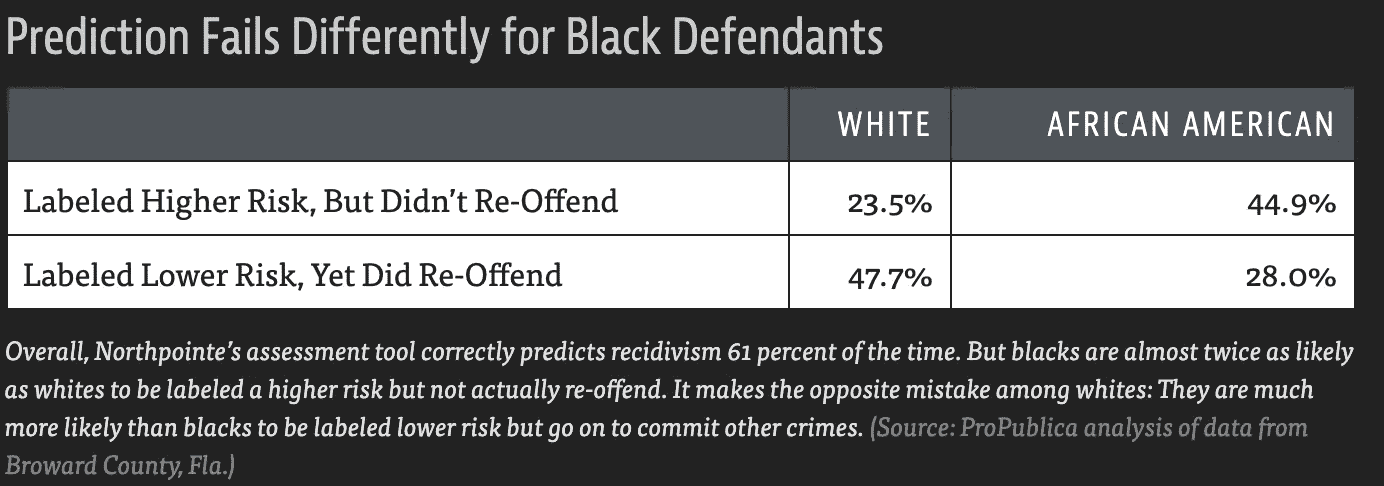 Prediction Fails Differently for Black Defendants
WHITE AFRICAN AMERICAN
Labeled Higher Risk, But Didn’t Re-Offend 23.5% 44.9%
Labeled Lower Risk, Yet Did Re-Offend 47.7% 28.0%
Overall, Northpointe’s assessment tool correctly predicts recidivism 61 percent of the time. But blacks are almost twice as likely
as whites to be labeled a higher risk but not actually re-offend. It makes the opposite mistake among whites: They are much
more likely than blacks to be labeled lower risk but go on to commit other crimes. (Source: ProPublica analysis of data from
Broward County, Fla.)